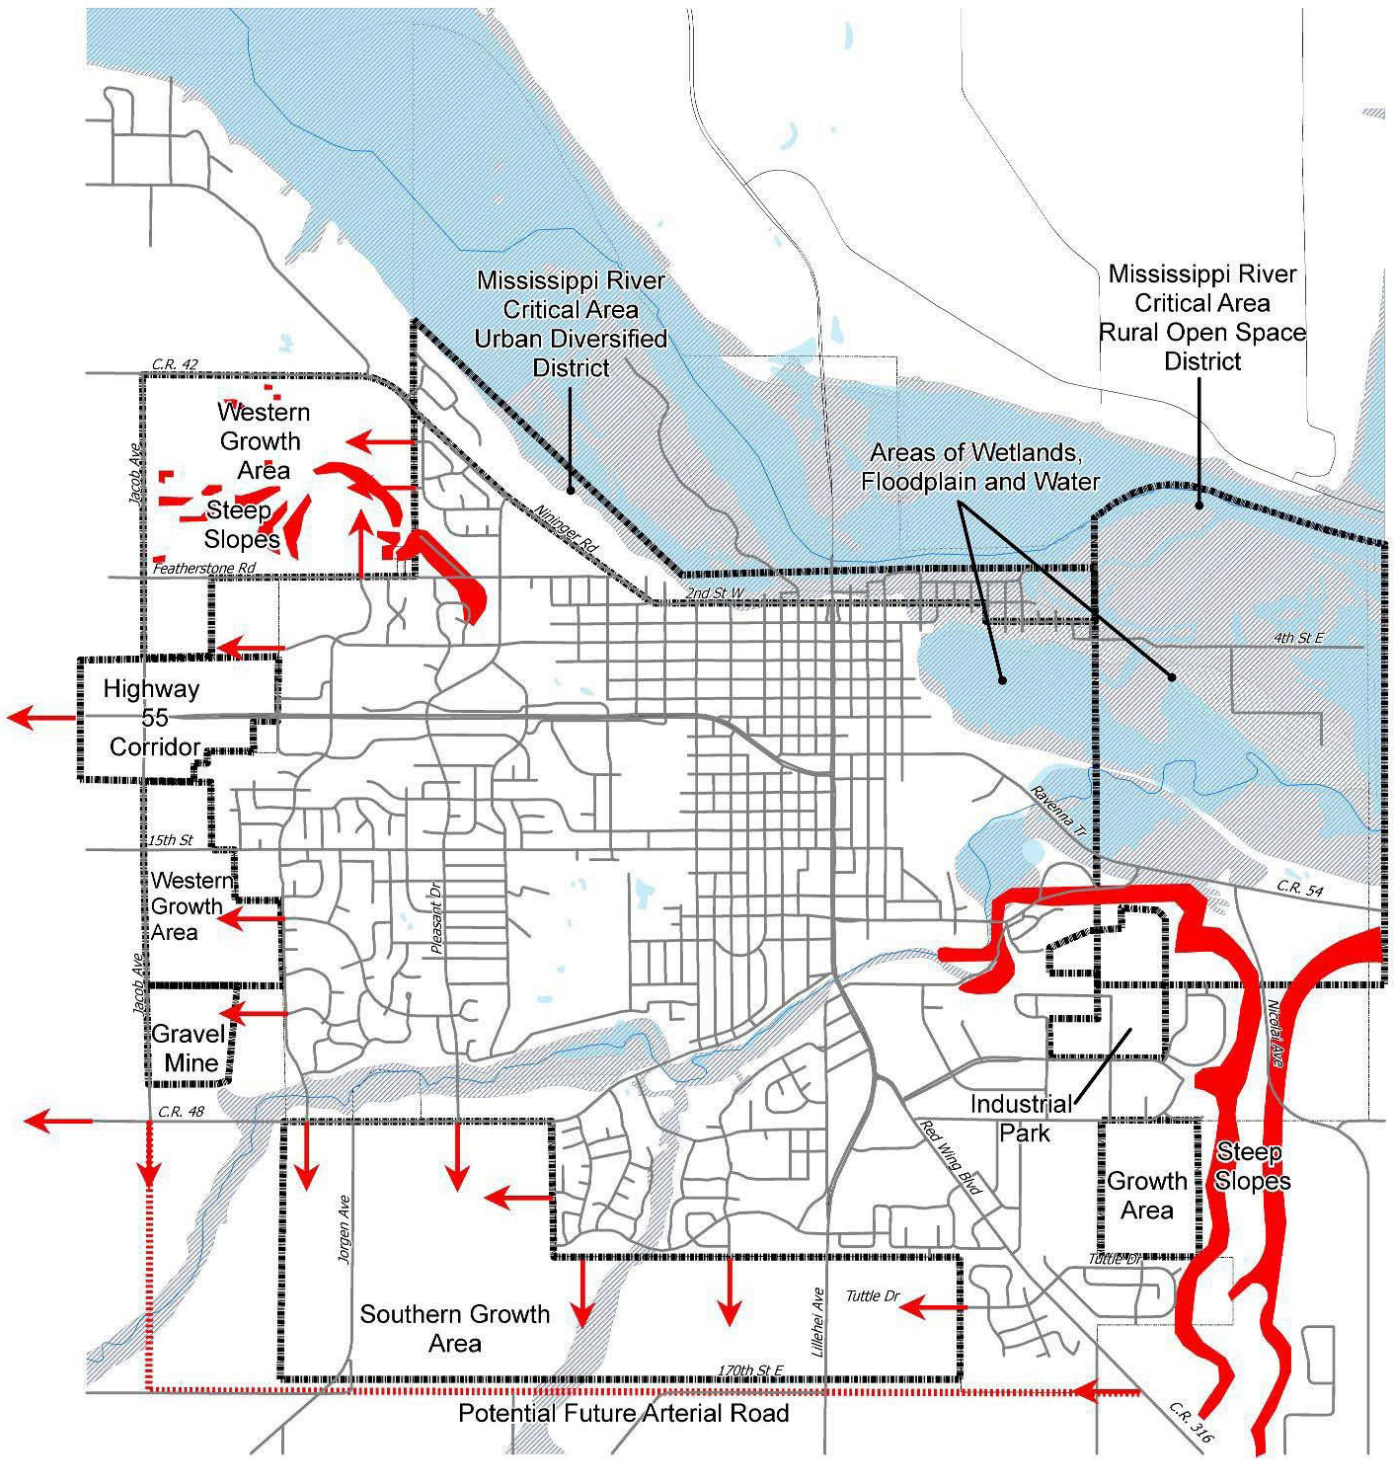 Mississippi River
Critical Area
Urban Diversified
District
Mississippi River
Critical Area
Rural Open Space
District
C.R. 42
Western
Growth
Area
Jacob Ave
Steep
Slopes
Areas of Wetlands,
Floodplain and Water
Nininger Rd
Featherstone Rd
2nd St W
4th St E
Highway
55
Corridor
Ravenna Tr
15th St
Western
Growth
Area
Pleasant Dr
C.R. 54
Jacob Ave
Gravel
Mine
Nicolai Ave
C.R. 48
Industrial
Park
Red Wing Blvd
Growth
Area
Steep
Slopes
Jorgen Ave
Southern Growth
Area
Lillehei Ave
Tuttle Dr
Tuttle Dr
170th St E
Potential Future Arterial Road
C.R. 316